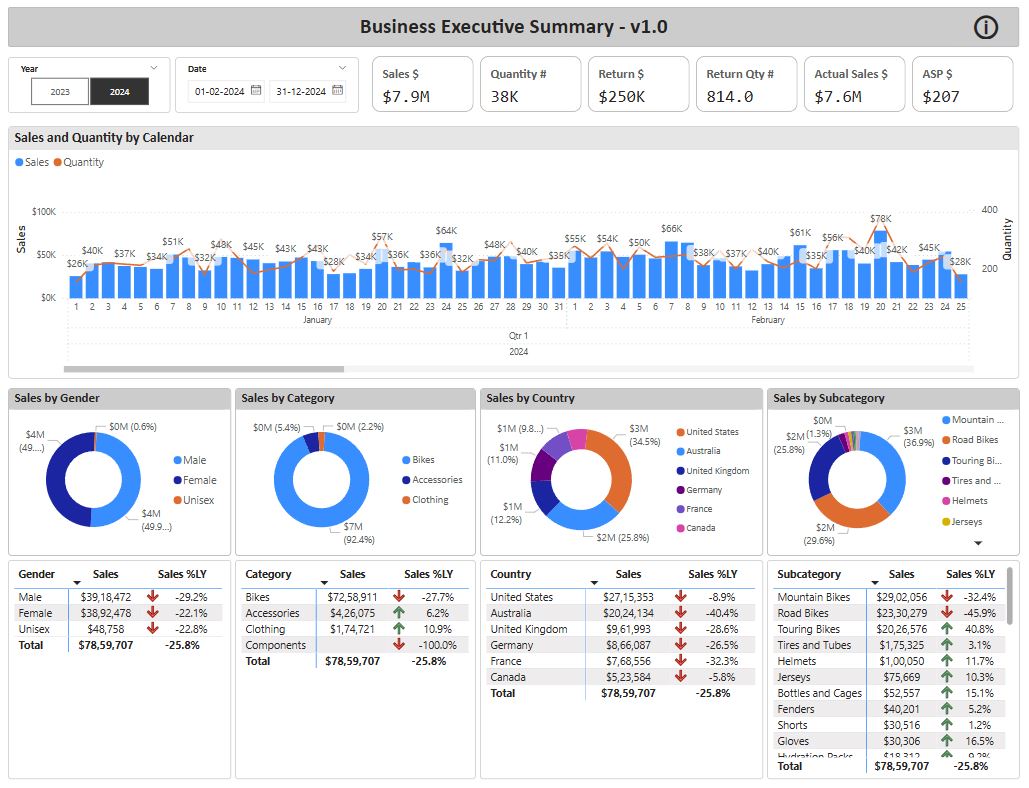 Business Executive Summary - v1.0
Year
2023
2024
Date
01-02-2024
31-12-2024
Sales $
$7.9M
Quantity #
38K
Return $
$250K
Return Qty #
814.0
Actual Sales $
$7.6M
ASP $
$207
Sales and Quantity by Calendar
Sales Quantity
Sales
$100K
$50K
$0K
400
200
Quantity
$26K $40K $37K $34K $51K $32K $48K $45K $43K $43K $28K $34K $57K $36K $36K $64K $32K $48K $40K $35K $55K $54K $50K $66K $38K $37K $40K $61K $35K $56K $40K $78K $42K $45K $28K
1 2 3 4 5 6 7 8 9 10 11 12 13 14 15 16 17 18 19 20 21 22 23 24 25 26 27 28 29 30 31 1 2 3 4 5 6 7 8 9 10 11 12 13 14 15 16 17 18 19 20 21 22 23 24 25
January February
Qtr 1
2024
Sales by Gender
$0M (0.6%)
$4M
(49....)
$4M
(49.9...)
Male
Female
Unisex
Sales by Category
$0M (5.4%)
$0M (2.2%)
$7M
(92.4%)
Bikes
Accessories
Clothing
Sales by Country
$1M (9.8...)
$3M
(34.5%)
$1M
(11.0%)
$1M
(12.2%)
$2M (25.8%)
United States
Australia
United Kingdom
Germany
France
Canada
Sales by Subcategory
$0M
(1.3%)
$2M
(25.8%)
$3M
(36.9%)
$2M
(29.6%)
Mountain ...
Road Bikes
Touring Bi...
Tires and ...
Helmets
Jerseys
Gender Sales Sales %LY
Male $39,18,472 -29.2%
Female $38,92,478 -22.1%
Unisex $48,758 -22.8%
Total $78,59,707 -25.8%
Category Sales Sales %LY
Bikes $72,58,911 -27.7%
Accessories $4,26,075 6.2%
Clothing $1,74,721 10.9%
Components -100.0%
Total $78,59,707 -25.8%
Country Sales Sales %LY
United States $27,15,353 -8.9%
Australia $20,24,134 -40.4%
United Kingdom $9,61,993 -28.6%
Germany $8,66,087 -26.5%
France $7,68,556 -32.3%
Canada $5,23,584 -5.8%
Total $78,59,707 -25.8%
Subcategory Sales Sales %LY
Mountain Bikes $29,02,056 -32.4%
Road Bikes $23,30,279 -45.9%
Touring Bikes $20,26,576 40.8%
Tires and Tubes $1,75,325 3.1%
Helmets $1,00,050 11.7%
Jerseys $75,669 10.3%
Bottles and Cages $52,557 15.1%
Fenders $40,201 5.2%
Shorts $30,516 1.2%
Gloves $30,306 16.5%
Hydration Packs $18,312 9.2%
Total $78,59,707 -25.8%